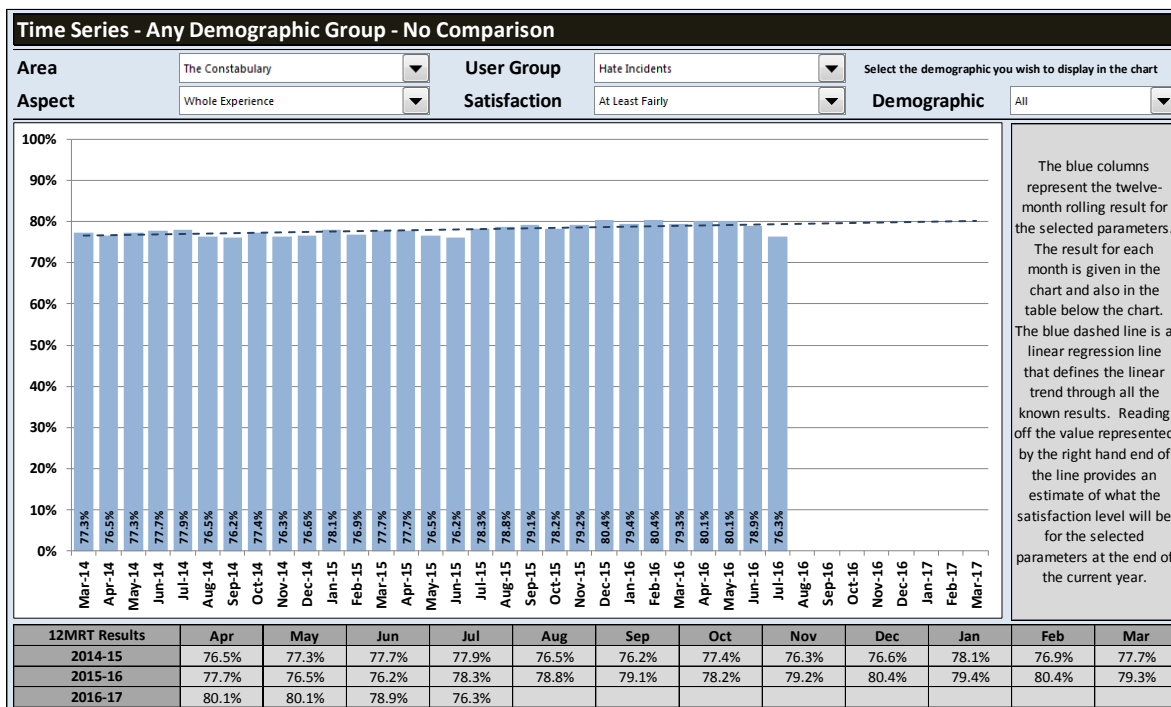 Time Series - Any Demographic Group - No Comparison
Area The Constabulary User Group Hate Incidents Select the demographic you wish to display in the chart
Aspect Whole Experience Satisfaction At Least Fairly Demographic All
100%
90%
80%
70%
60%
50%
40%
30%
20%
10%
0%
77.3% 76.5% 77.3% 77.7% 77.9% 76.5% 76.2% 77.4% 76.3% 76.6% 78.1% 76.9% 77.7% 77.7% 76.5% 76.2% 78.3% 78.8% 79.1% 78.2% 79.2% 80.4% 79.4% 80.4% 79.3% 80.1% 80.1% 78.9% 76.3%
Mar-14 Apr-14 May-14 Jun-14 Jul-14 Aug-14 Sep-14 Oct-14 Nov-14 Dec-14 Jan-15 Feb-15 Mar-15 Apr-15 May-15 Jun-15 Jul-15 Aug-15 Sep-15 Oct-15 Nov-15 Dec-15 Jan-16 Feb-16 Mar-16 Apr-16 May-16 Jun-16 Jul-16 Aug-16 Sep-16 Oct-16 Nov-16 Dec-16 Jan-17 Feb-17 Mar-17
The blue columns
represent the twelve-
month rolling result for
the selected parameters.
The result for each
month is given in the
chart and also in the
table below the chart.
The blue dashed line is a
linear regression line
that defines the linear
trend through all the
known results. Reading
off the value represented
by the right hand end of
the line provides an
estimate of what the
satisfaction level will be
for the selected
parameters at the end of
the current year.
12MRT Results Apr May Jun Jul Aug Sep Oct Nov Dec Jan Feb Mar
2014-15 76.5% 77.3% 77.7% 77.9% 76.5% 76.2% 77.4% 76.3% 76.6% 78.1% 76.9% 77.7%
2015-16 77.7% 76.5% 76.2% 78.3% 78.8% 79.1% 78.2% 79.2% 80.4% 79.4% 80.4% 79.3%
2016-17 80.1% 80.1% 78.9% 76.3%